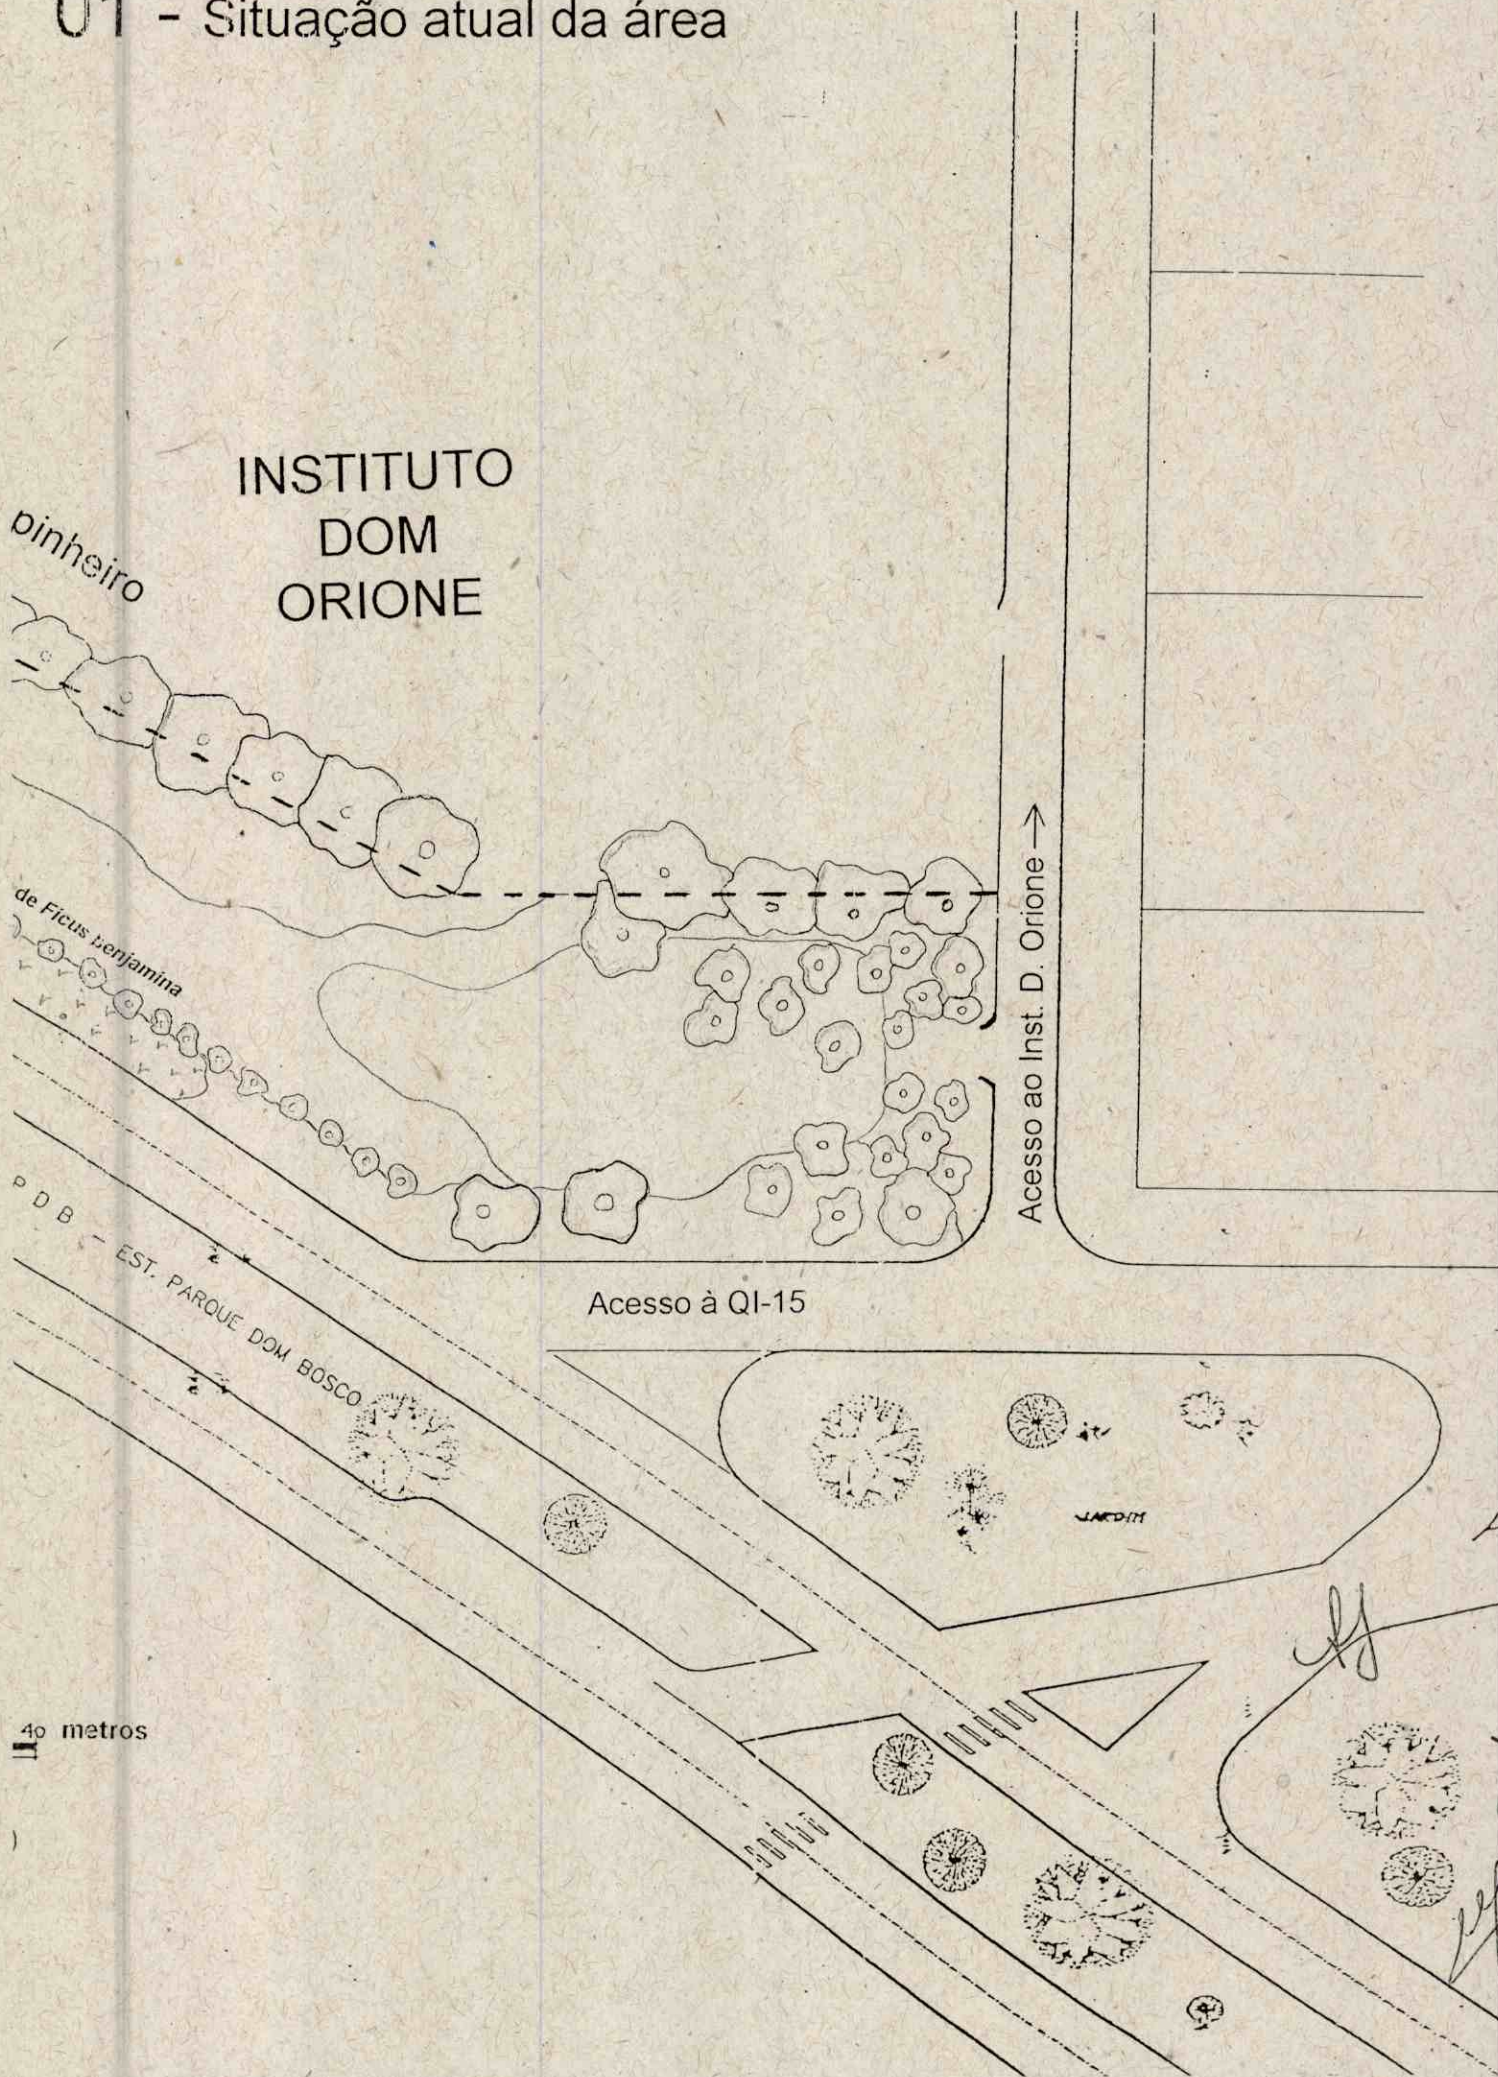 01 - Situação atual da área
INSTITUTO
DOM
ORIONE
pinheiro
de Ficus benjamina
Acesso ao Inst. D. Orione
PDB - EST. PARQUE DOM BOSCO
Acesso à QI-15
JARDIM
40 metros
)